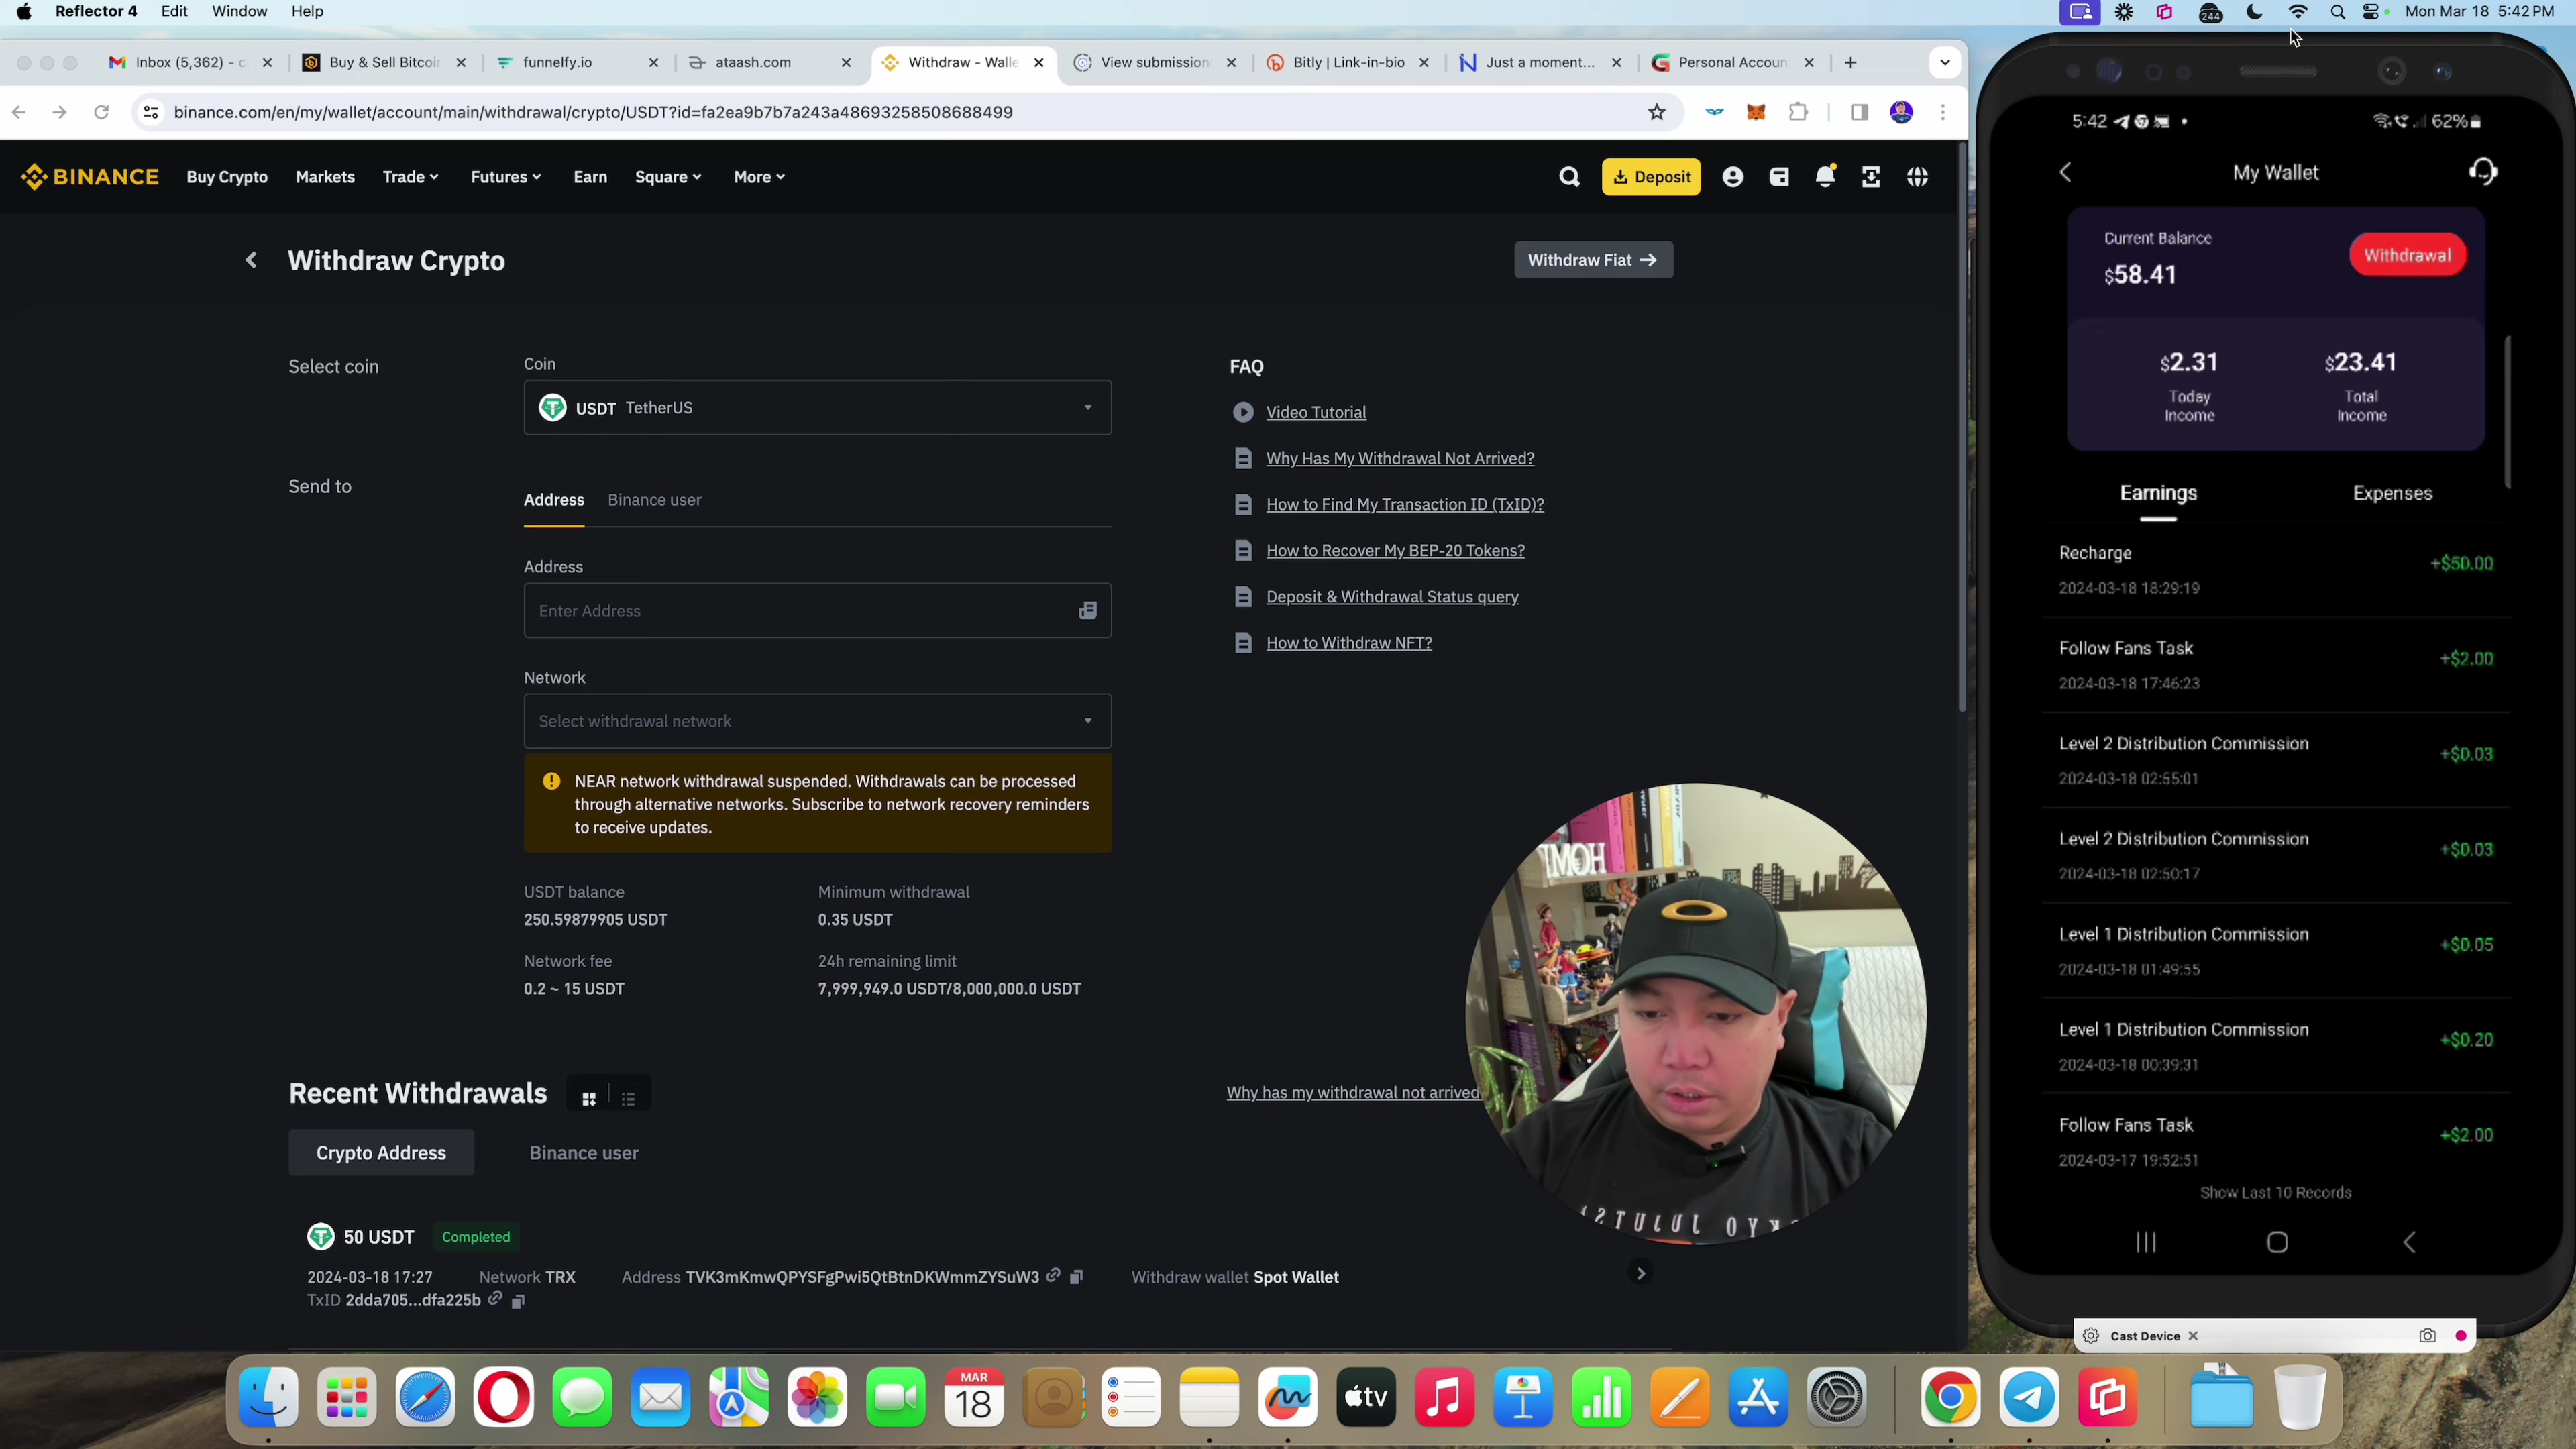 Reflector 4 Edit Window Help
244 Mon Mar 18 5:42 PM
Inbox (5,362) - c Buy & Sell Bitcoin funnelfy.io ataash.com Withdraw - Walle View submission Bitly | Link-in-bio Just a moment... Personal Accoun
binance.com/en/my/wallet/account/main/withdrawal/crypto/USDT?id=fa2ea9b7b7a243a48693258508688499
BINANCE Buy Crypto Markets Trade Futures Earn Square More Deposit
Withdraw Crypto
Withdraw Fiat →
Select coin
Coin
USDT TetherUS
Send to
Address Binance user
Address
Enter Address
Network
Select withdrawal network
NEAR network withdrawal suspended. Withdrawals can be processed
through alternative networks. Subscribe to network recovery reminders
to receive updates.
USDT balance Minimum withdrawal
250.59879905 USDT 0.35 USDT
Network fee 24h remaining limit
0.2 ~ 15 USDT 7,999,949.0 USDT/8,000,000.0 USDT
FAQ
Video Tutorial
Why Has My Withdrawal Not Arrived?
How to Find My Transaction ID (TxID)?
How to Recover My BEP-20 Tokens?
Deposit & Withdrawal Status query
How to Withdraw NFT?
Recent Withdrawals
Why has my withdrawal not arrived
Crypto Address Binance user
50 USDT Completed
2024-03-18 17:27 Network TRX Address TVK3mKmwQPYSFgPwi5QtBtnDKWmmZYSuW3 Withdraw wallet Spot Wallet
TxID 2dda705...dfa225b
5:42 62%
My Wallet
Current Balance
$58.41
Withdrawal
$2.31 $23.41
Today Total
Income Income
Earnings Expenses
Recharge +$50.00
2024-03-18 18:29:19
Follow Fans Task +$2.00
2024-03-18 17:46:23
Level 2 Distribution Commission +$0.03
2024-03-18 02:55:01
Level 2 Distribution Commission +$0.03
2024-03-18 02:50:17
Level 1 Distribution Commission +$0.05
2024-03-18 01:49:55
Level 1 Distribution Commission +$0.20
2024-03-18 00:39:31
Follow Fans Task +$2.00
2024-03-17 19:52:51
Show Last 10 Records
Cast Device
MAR
18
tv